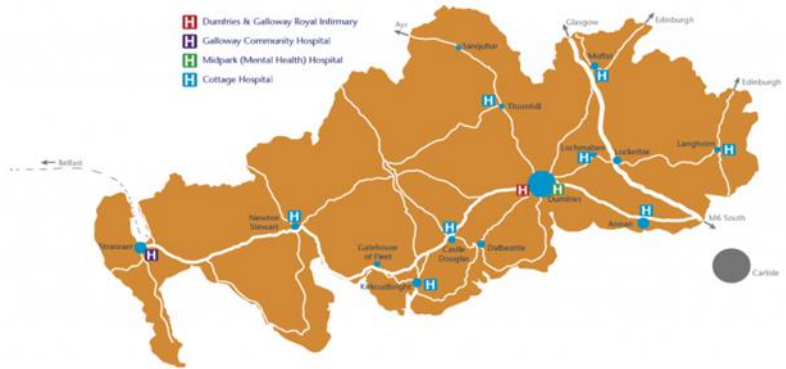 H Dumfries & Galloway Royal Infirmary
H Galloway Community Hospital
H Midpark (Mental Health) Hospital
H Cottage Hospital
Ayr
Glasgow
Edinburgh
Sanquhar
Moffat
H
Edinburgh
H
Thornhill
Lochmaben
H
Lockerbie
Langholm
H
Belfast
H
H
Dumfries
Newton
Stewart
H
H
Annan
M6 South
Stranraer
H
Gatehouse
of Fleet
H
Castle
Douglas
Dalbeattie
Kirkcudbright
H
Carlisle